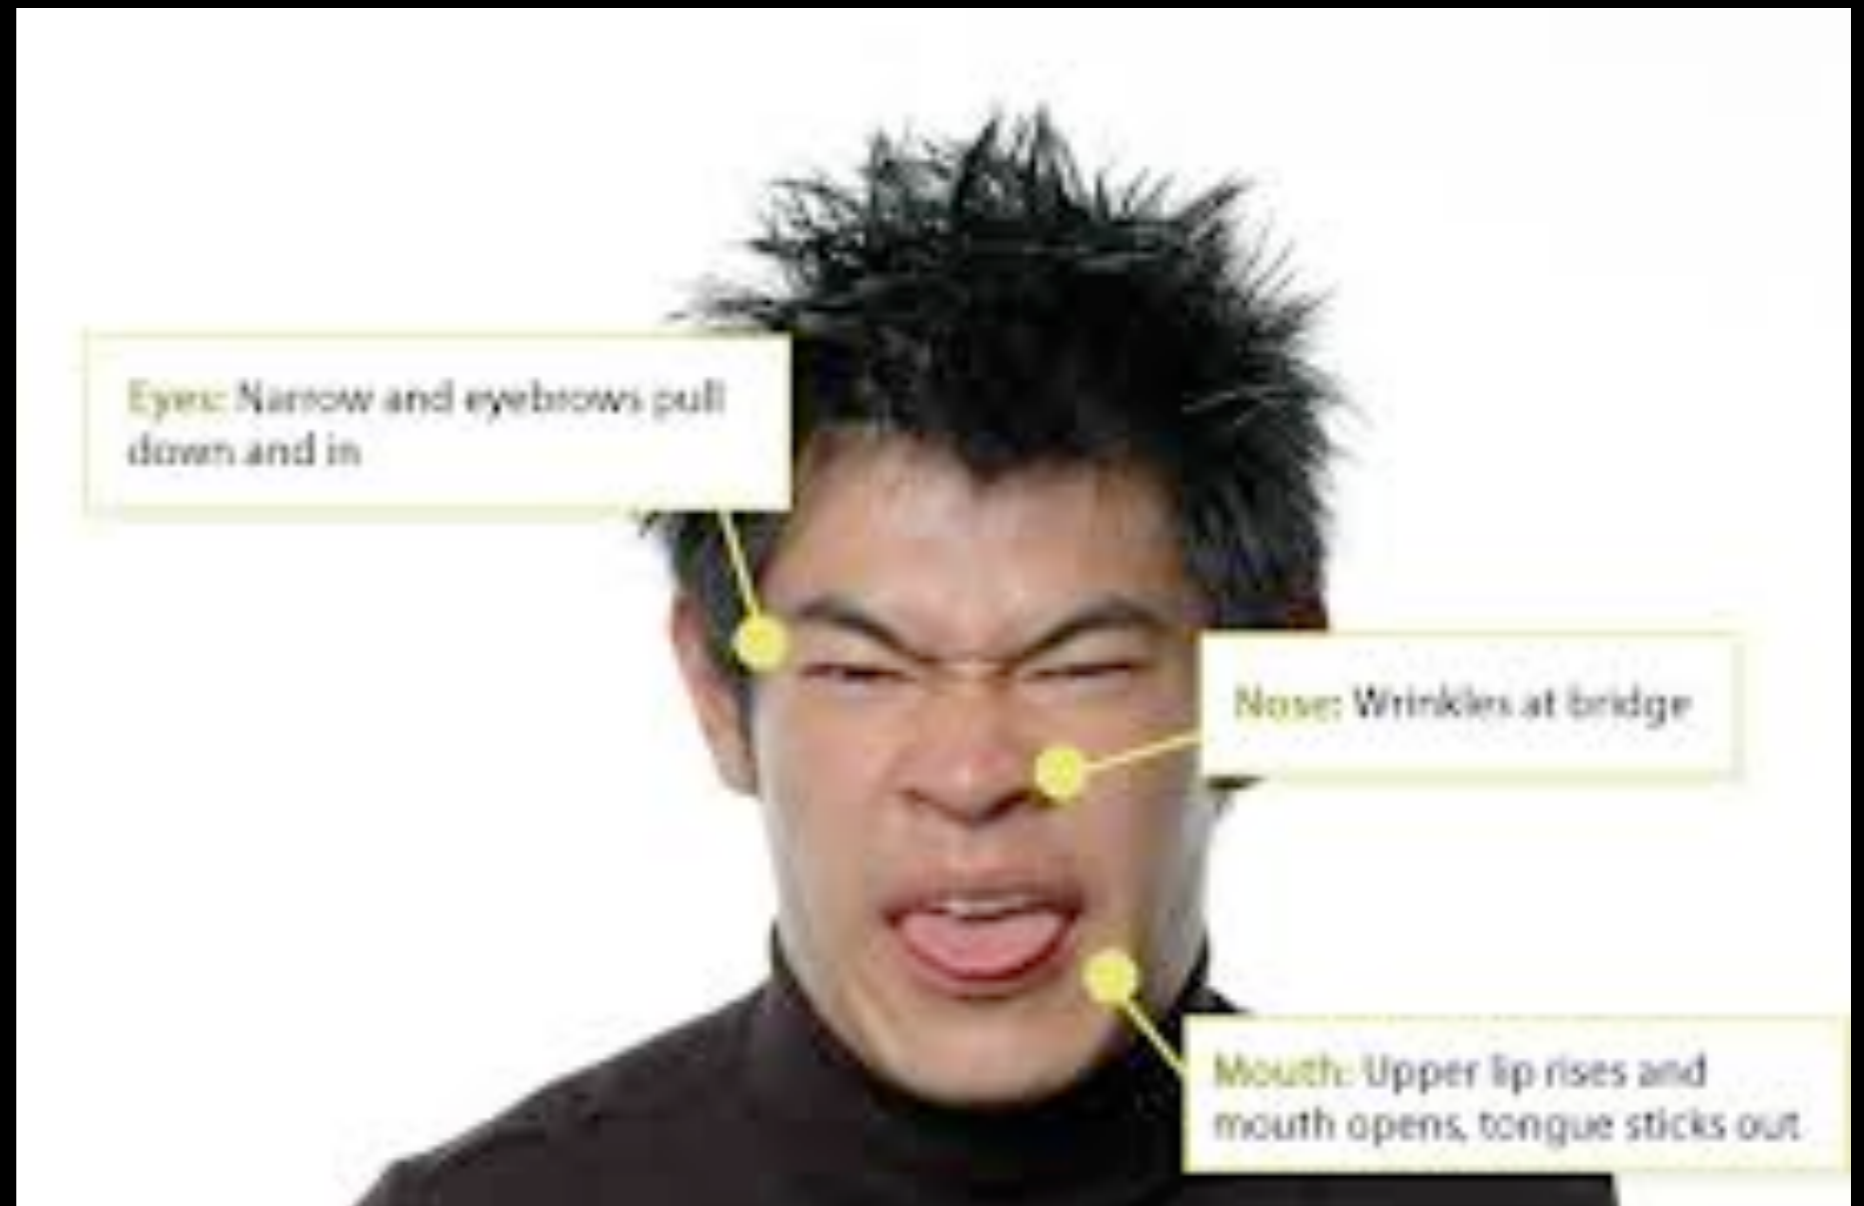 Eyes: Narrow and eyebrows pull
down and in
Nose: Wrinkles at bridge
Mouth: Upper lip rises and
mouth opens, tongue sticks out